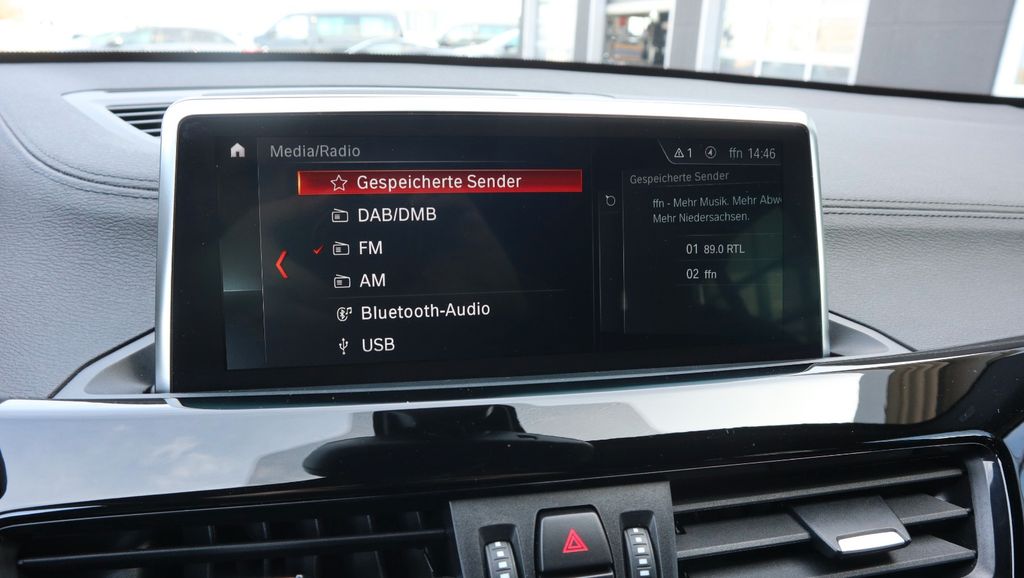 Media/Radio
1 ffn 14:46
Gespeicherte Sender
DAB/DMB
FM
AM
Bluetooth-Audio
USB
Gespeicherte Sender
ffn - Mehr Musik. Mehr Abw
Mehr Niedersachsen.
01 89.0 RTL
02 ffn